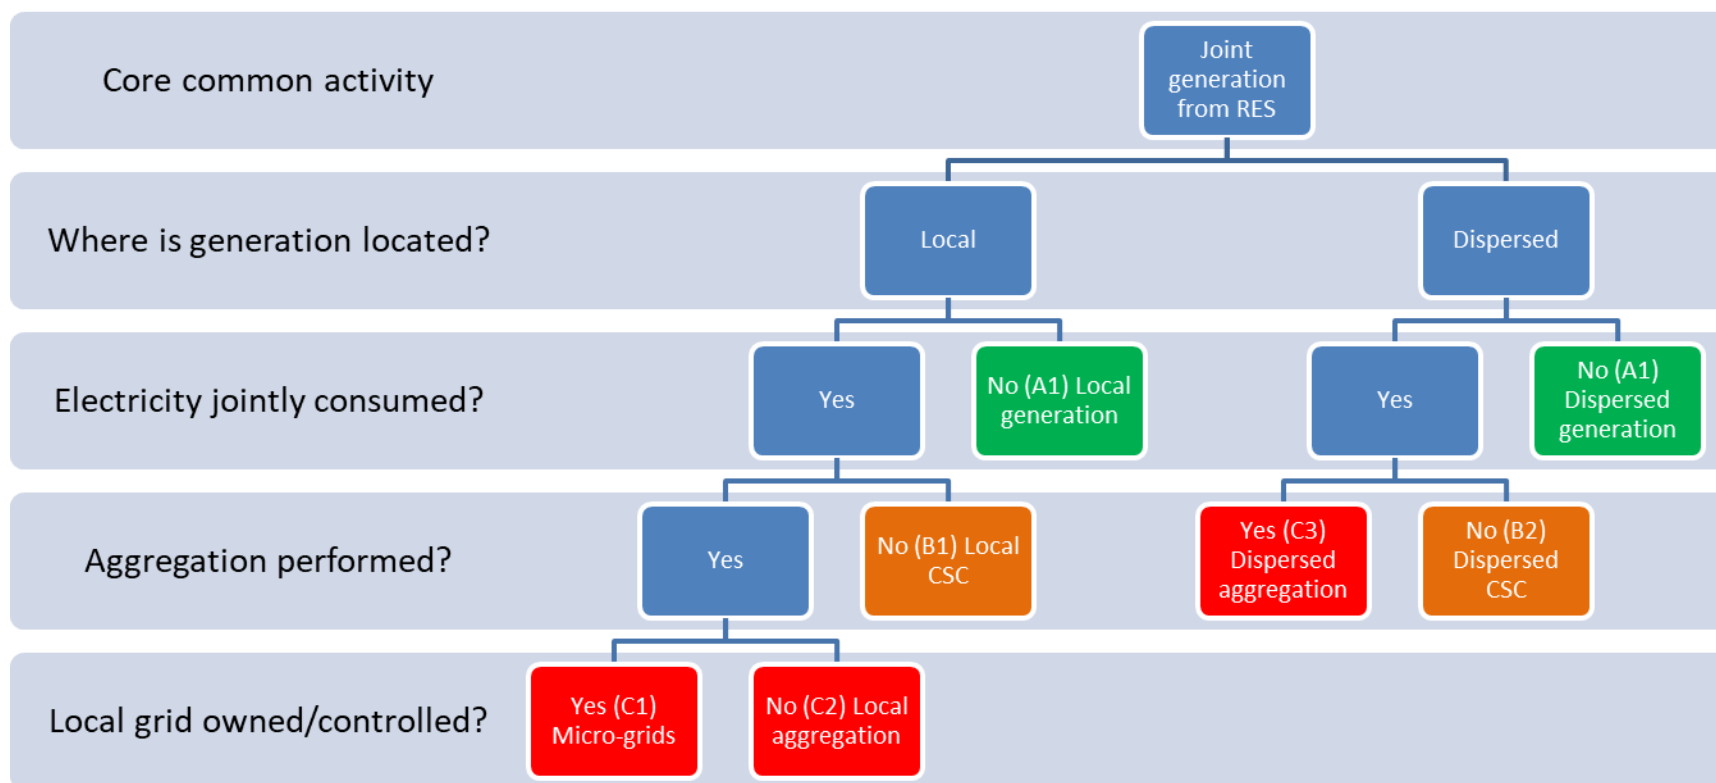 Core common activity
Joint
generation
from RES
Where is generation located?
Local
Dispersed
Electricity jointly consumed?
Yes
No (A1) Local
generation
Yes
No (A1)
Dispersed
generation
Aggregation performed?
Yes
No (B1) Local
CSC
Yes (C3)
Dispersed
aggregation
No (B2)
Dispersed
CSC
Local grid owned/controlled?
Yes (C1)
Micro-grids
No (C2) Local
aggregation